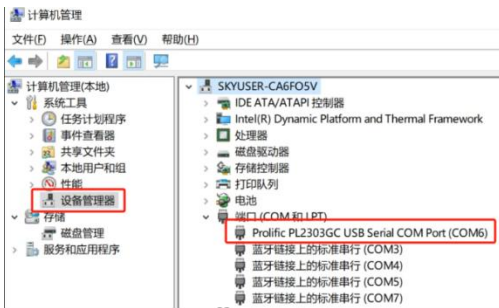 计算机管理
文件(F) 操作(A) 查看(V) 帮助(H)
计算机管理(本地)
系统工具
任务计划程序
事件查看器
共享文件夹
本地用户和组
性能
设备管理器
存储
磁盘管理
服务和应用程序
SKYUSER-CA6FO5V
IDE ATA/ATAPI 控制器
Intel(R) Dynamic Platform and Thermal Framework
处理器
磁盘驱动器
存储控制器
打印队列
电池
端口 (COM 和 LPT)
Prolific PL2303GC USB Serial COM Port (COM6)
蓝牙链接上的标准串行 (COM3)
蓝牙链接上的标准串行 (COM4)
蓝牙链接上的标准串行 (COM5)
蓝牙链接上的标准串行 (COM7)